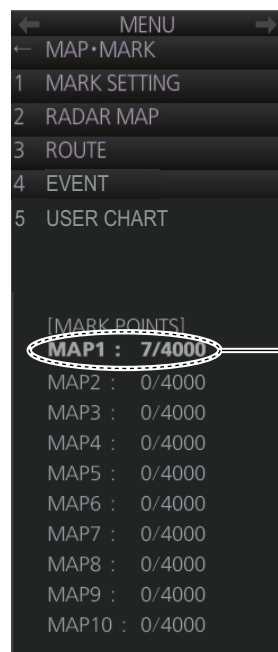 ← MENU →
← MAP•MARK
1 MARK SETTING
2 RADAR MAP
3 ROUTE
4 EVENT
5 USER CHART
[MARK POINTS]
MAP1 : 7/4000
MAP2 : 0/4000
MAP3 : 0/4000
MAP4 : 0/4000
MAP5 : 0/4000
MAP6 : 0/4000
MAP7 : 0/4000
MAP8 : 0/4000
MAP9 : 0/4000
MAP10 : 0/4000